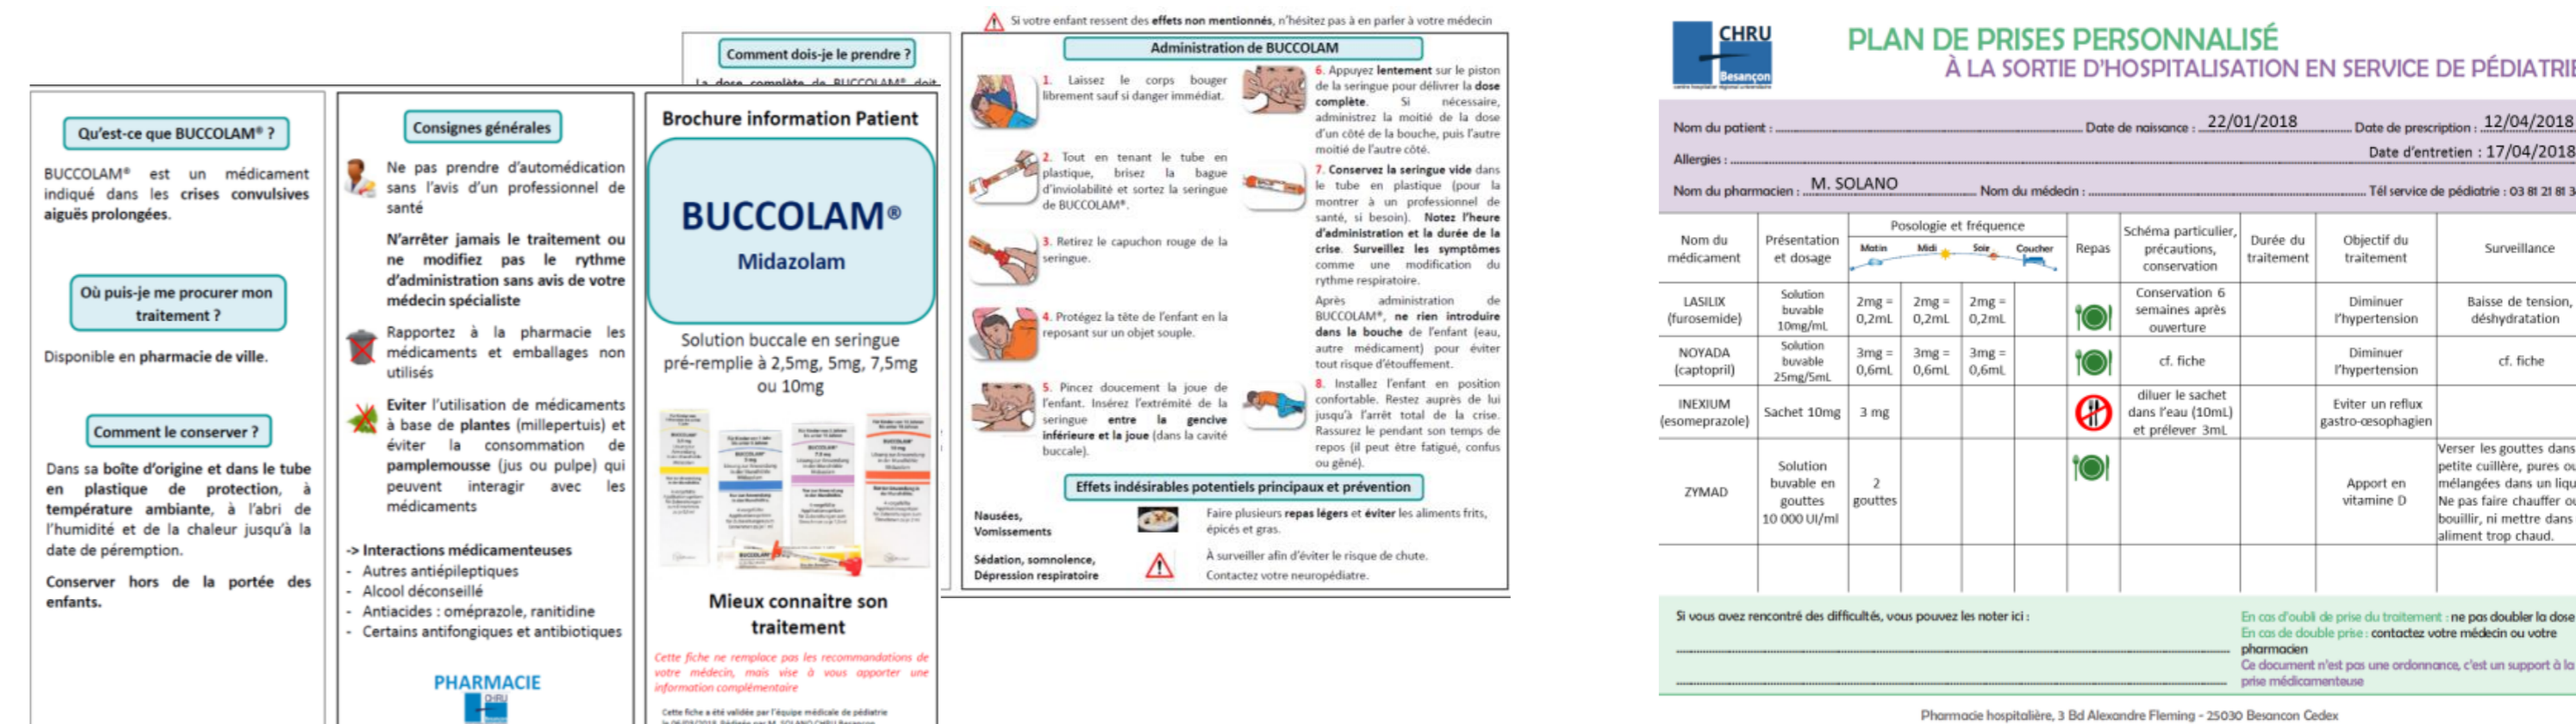 Qu'est-ce que BUCCOLAM® ?
BUCCOLAM® est un médicament
indiqué dans les crises convulsives
aiguës prolongées.
Où puis-je me procurer mon
traitement ?
Disponible en pharmacie de ville.
Comment le conserver ?
Dans sa boîte d'origine et dans le tube
en plastique de protection, à
température ambiante, à l'abri de
l'humidité et de la chaleur jusqu'à la
date de péremption.
Conserver hors de la portée des
enfants.
Consignes générales
Ne pas prendre d'automédication
sans l'avis d'un professionnel de
santé
N'arrêter jamais le traitement ou
ne modifiez pas le rythme
d'administration sans avis de votre
médecin spécialiste
Rapportez à la pharmacie les
médicaments et emballages non
utilisés
Eviter l'utilisation de médicaments
à base de plantes (millepertuis) et
éviter la consommation de
pamplemousse (jus ou pulpe) qui
peuvent interagir avec les
médicaments
-> Interactions médicamenteuses
- Autres antiépileptiques
- Alcool déconseillé
- Antiacides : oméprazole, ranitidine
- Certains antifongiques et antibiotiques
PHARMACIE
CHRU
Besançon
Comment dois-je le prendre ?
La dose complète de BUCCOLAM® doit
Brochure information Patient
BUCCOLAM®
Midazolam
Solution buccale en seringue
pré-remplie à 2,5mg, 5mg, 7,5mg
ou 10mg
Mieux connaitre son
traitement
Cette fiche ne remplace pas les recommandations de
votre médecin, mais vise à vous apporter une
information complémentaire
Cette fiche a été validée par l'équipe médicale de pédiatrie
le 06/03/2018. Rédigée par M. SOLANO CHRU Besançon
Si votre enfant ressent des effets non mentionnés, n'hésitez pas à en parler à votre médecin
Administration de BUCCOLAM
1. Laissez le corps bouger
librement sauf si danger immédiat.
2. Tout en tenant le tube en
plastique, brisez la bague
d'inviolabilité et sortez la seringue
de BUCCOLAM®.
3. Retirez le capuchon rouge de la
seringue.
4. Protégez la tête de l'enfant en la
reposant sur un objet souple.
5. Pincez doucement la joue de
l'enfant. Insérez l'extrémité de la
seringue entre la gencive
inférieure et la joue (dans la cavité
buccale).
6. Appuyez lentement sur le piston
de la seringue pour délivrer la dose
complète. Si nécessaire,
administrez la moitié de la dose
d'un côté de la bouche, puis l'autre
moitié de l'autre côté.
7. Conservez la seringue vide dans
le tube en plastique (pour la
montrer à un professionnel de
santé, si besoin). Notez l'heure
d'administration et la durée de la
crise. Surveillez les symptômes
comme une modification du
rythme respiratoire.
Après administration de
BUCCOLAM®, ne rien introduire
dans la bouche de l'enfant (eau,
autre médicament) pour éviter
tout risque d'étouffement.
8. Installez l'enfant en position
confortable. Restez auprès de lui
jusqu'à l'arrêt total de la crise.
Rassurez le pendant son temps de
repos (il peut être fatigué, confus
ou gêné).
Effets indésirables potentiels principaux et prévention
Nausées,
Vomissements
Faire plusieurs repas légers et éviter les aliments frits,
épicés et gras.
Sédation, somnolence,
Dépression respiratoire
À surveiller afin d'éviter le risque de chute.
Contactez votre neuropédiatre.
CHRU
Besançon
PLAN DE PRISES PERSONNALISÉ
À LA SORTIE D'HOSPITALISATION EN SERVICE DE PÉDIATRIE
Nom du patient : Date de naissance : 22/01/2018 Date de prescription : 12/04/2018
Allergies : Date d'entretien : 17/04/2018
Nom du pharmacien : M. SOLANO Nom du médecin : Tél service de pédiatrie : 03 81 21 81
Nom du médicament Présentation et dosage Posologie et fréquence Matin Midi Soir Coucher Repas Schéma particulier, précautions, conservation Durée du traitement Objectif du traitement Surveillance
LASILIX (furosemide) Solution buvable 10mg/mL 2mg = 0,2mL 2mg = 0,2mL 2mg = 0,2mL Conservation 6 semaines après ouverture Diminuer l'hypertension Baisse de tension, déshydratation
NOYADA (captopril) Solution buvable 25mg/5mL 3mg = 0,6mL 3mg = 0,6mL 3mg = 0,6mL cf. fiche Diminuer l'hypertension cf. fiche
INEXIUM (esomeprazole) Sachet 10mg 3 mg diluer le sachet dans l'eau (10mL) et prélever 3mL Eviter un reflux gastro-œsophagien
ZYMAD Solution buvable en gouttes 10 000 UI/ml 2 gouttes Apport en vitamine D
Verser les gouttes dans
petite cuillère, pures ou
mélangées dans un
Ne pas faire chauffer ou
bouillir, ni mettre dans
aliment trop chaud.
Si vous avez rencontré des difficultés, vous pouvez les noter ici :
En cas d'oubli de prise du traitement : ne pas doubler la dose
En cas de double prise : contactez votre médecin ou votre
pharmacien
Ce document n'est pas une ordonnance, c'est un support à la
prise médicamenteuse
Pharmacie hospitalière, 3 Bd Alexandre Fleming - 25030 Besancon Cedex